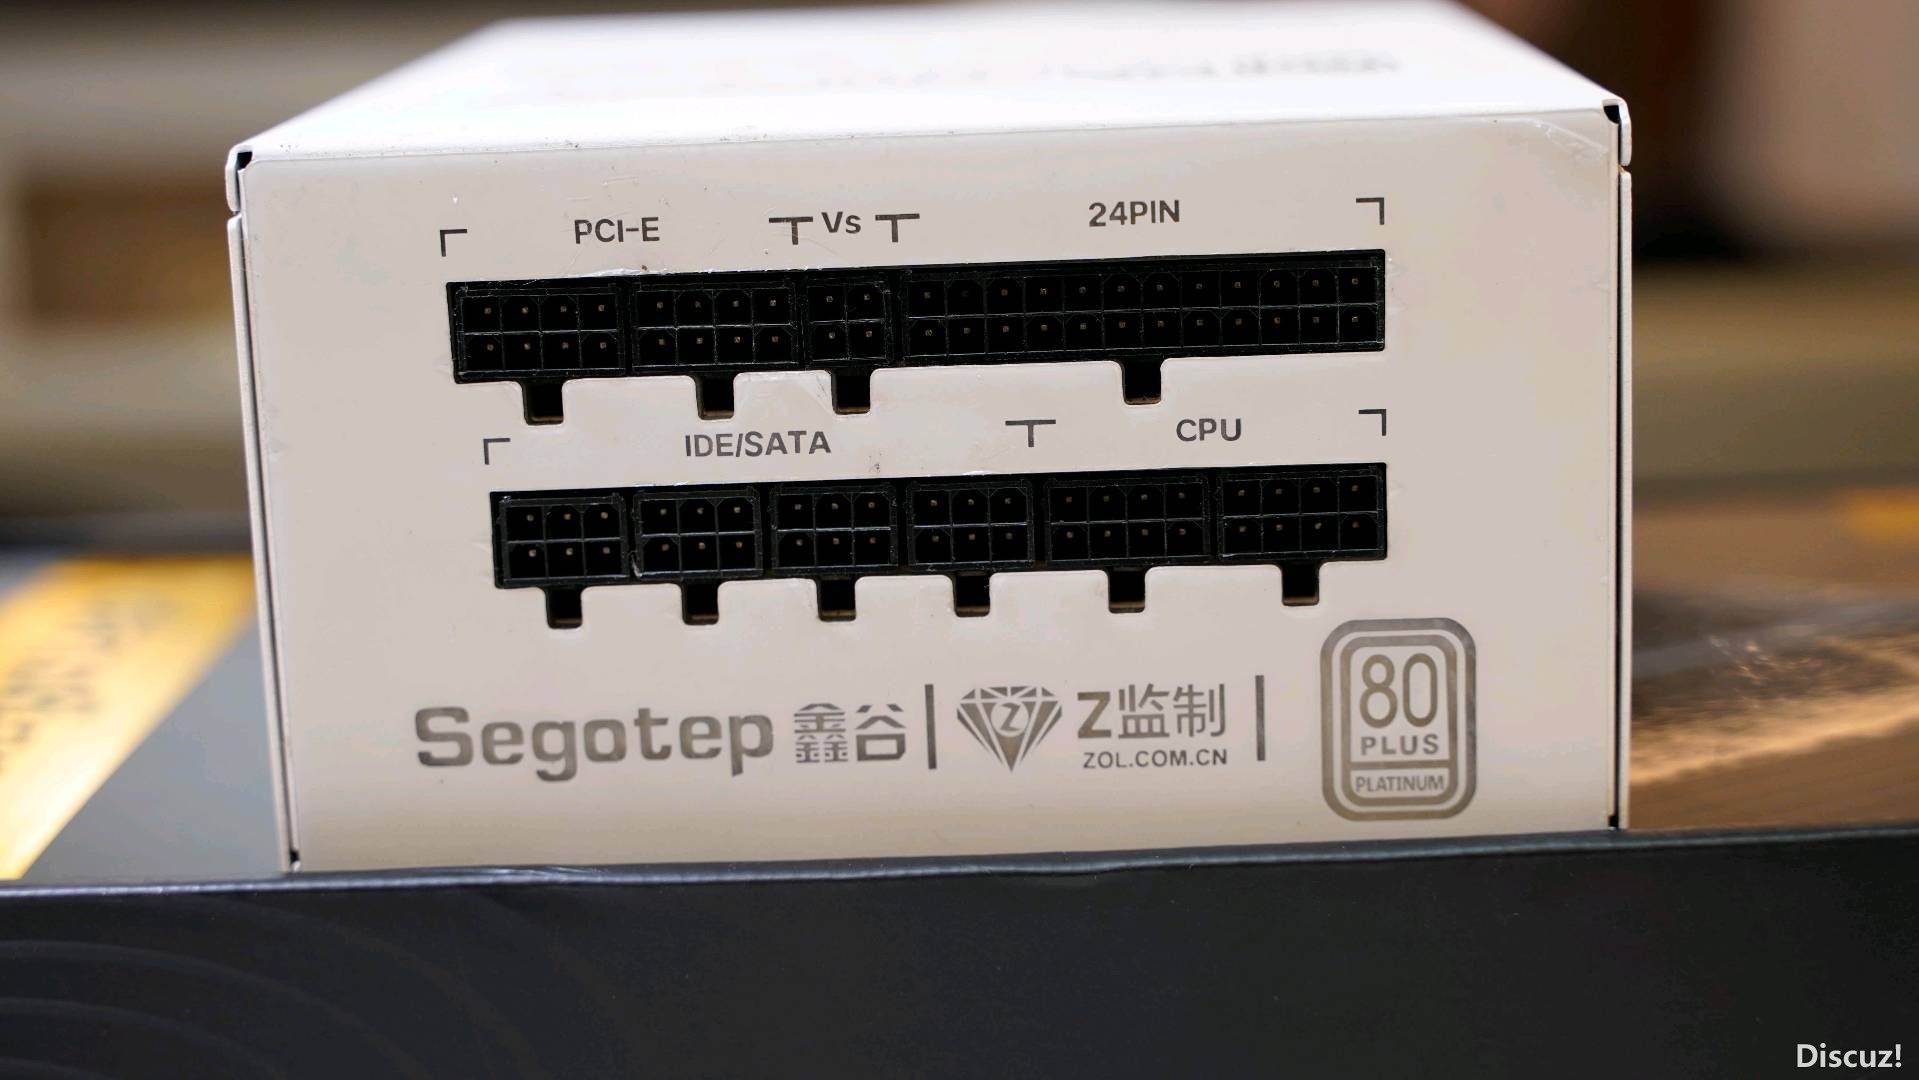 PCI-E Vs 24PIN
IDE/SATA CPU
Segotep 鑫谷 Z Z监制 80
ZOL.COM.CN PLUS
PLATINUM
Discuz!